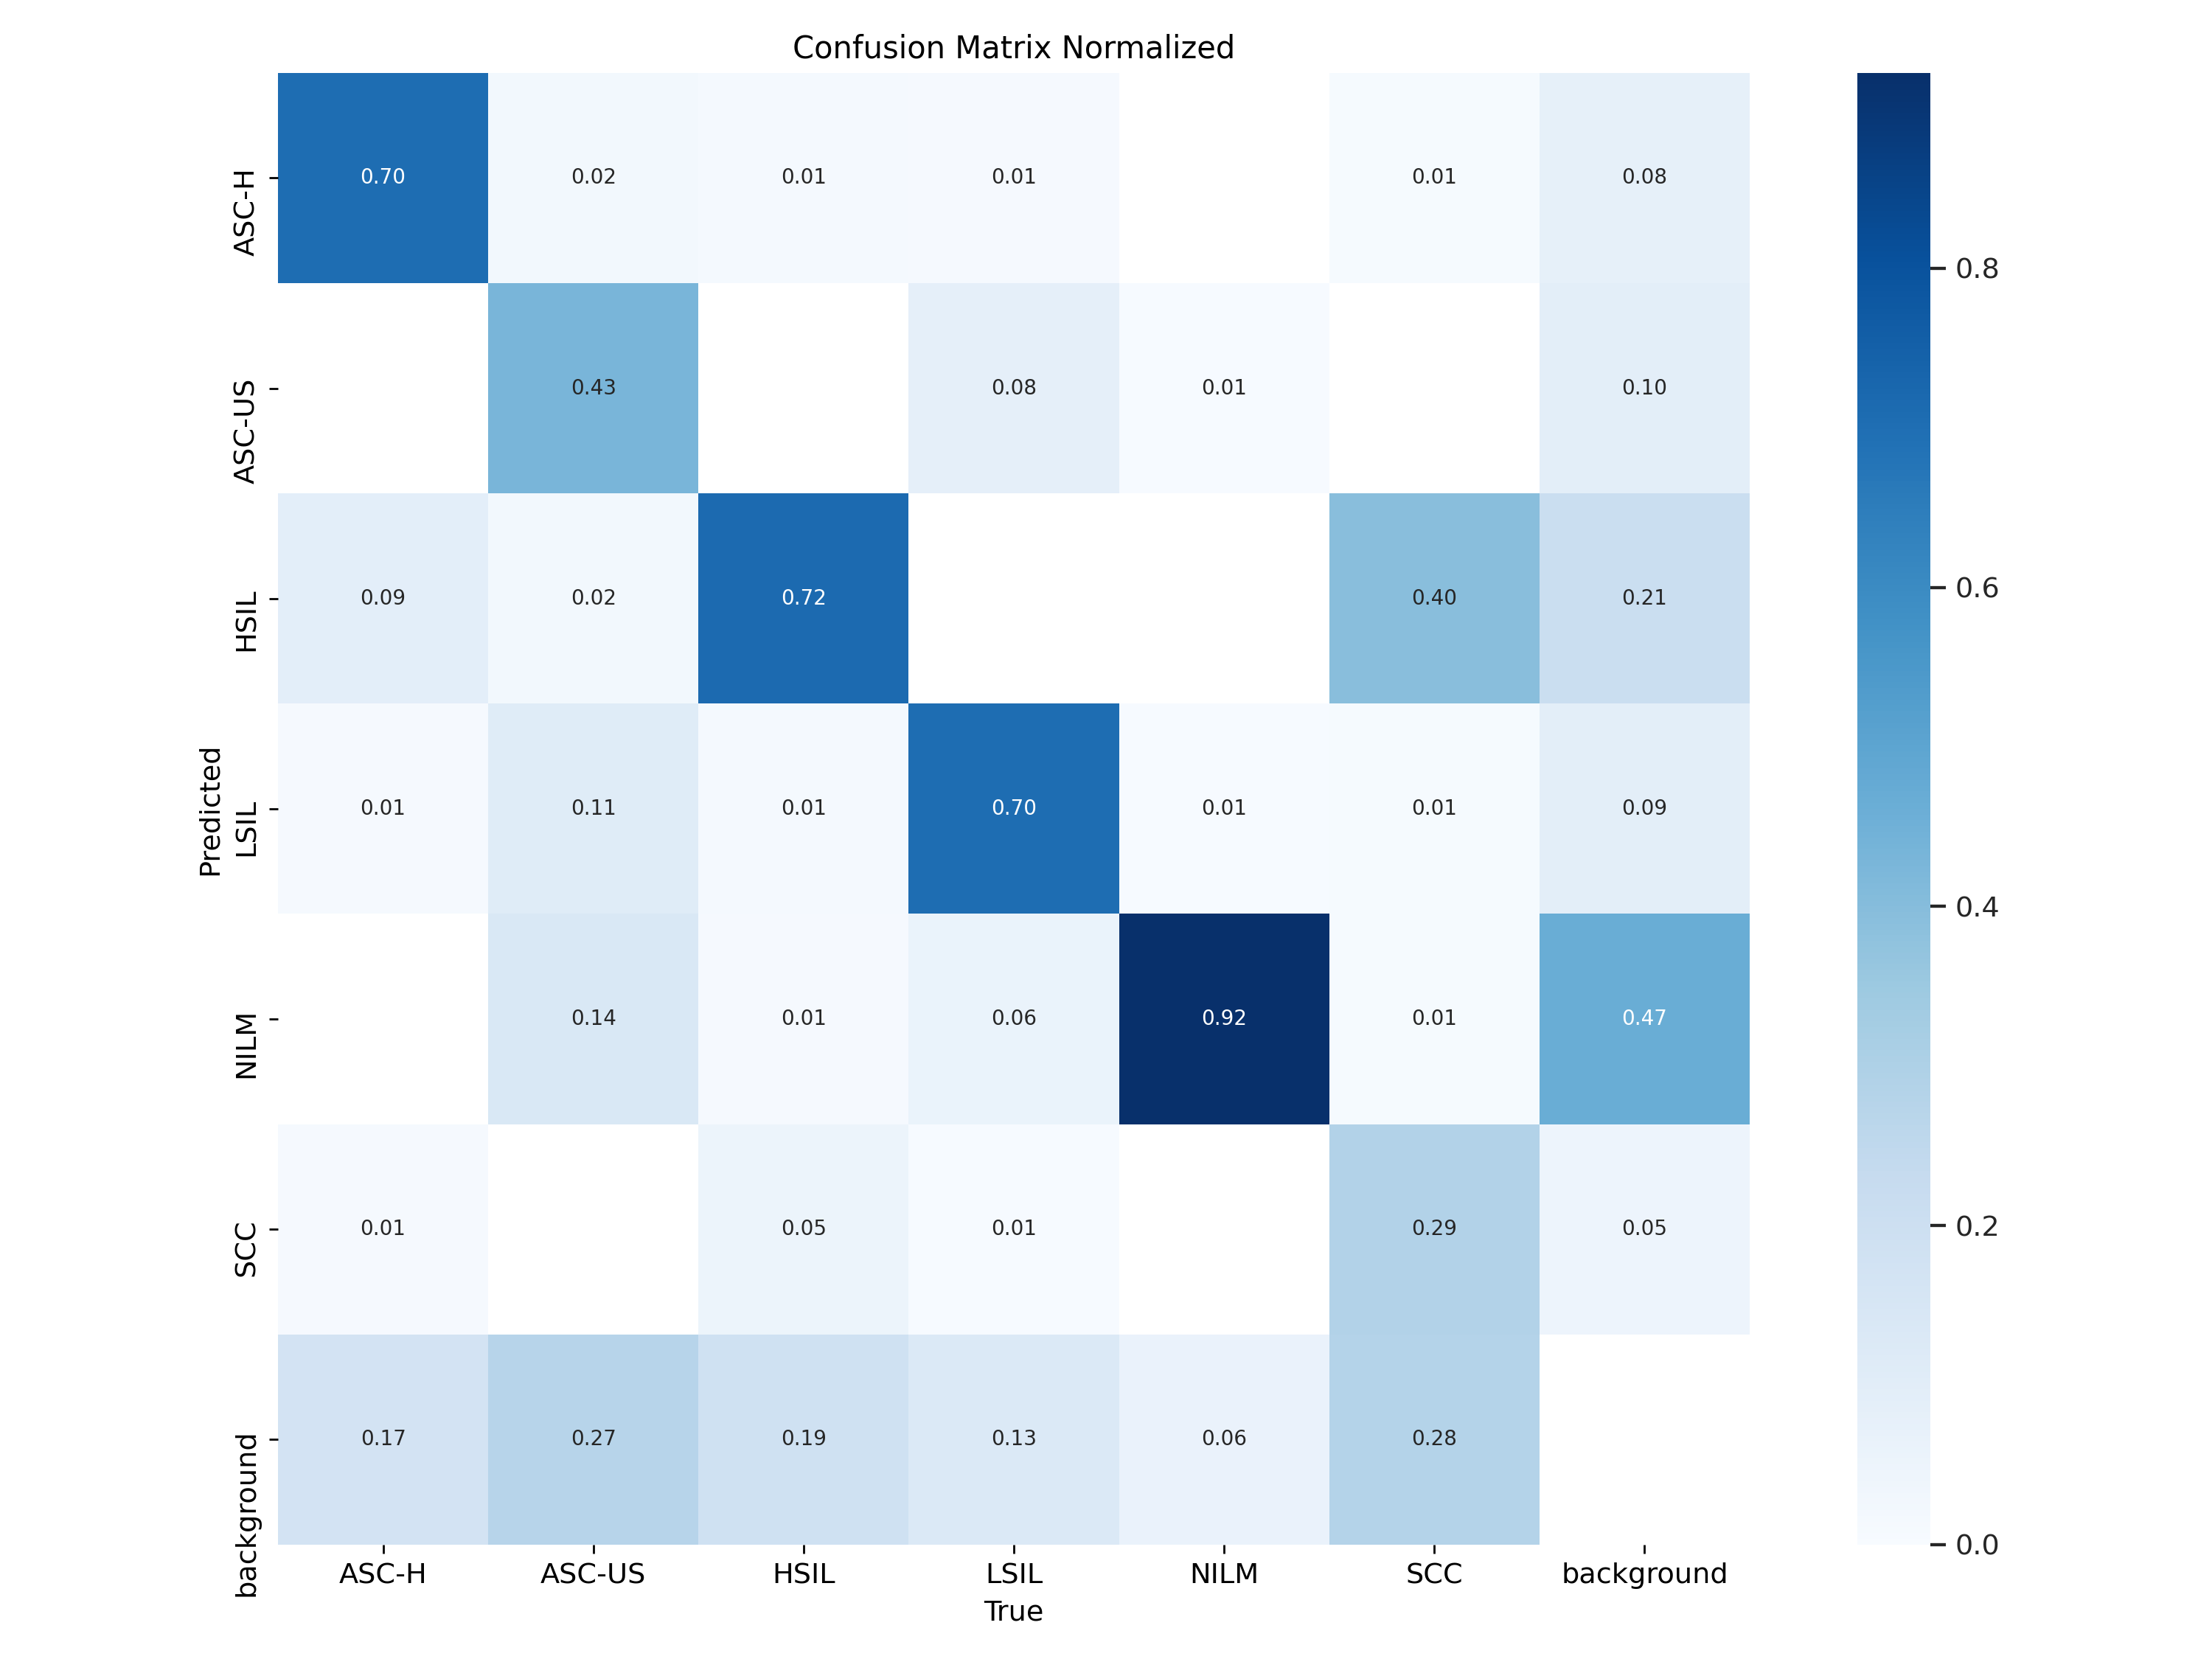 Confusion Matrix Normalized
ASC-H 0.70 0.02 0.01 0.01 0.01 0.08
ASC-US 0.43 0.08 0.01 0.10
HSIL 0.09 0.02 0.72 0.40 0.21
LSIL 0.01 0.11 0.01 0.70 0.01 0.01 0.09
NILM 0.14 0.01 0.06 0.92 0.01 0.47
SCC 0.01 0.05 0.01 0.29 0.05
background 0.17 0.27 0.19 0.13 0.06 0.28
Predicted
ASC-H ASC-US HSIL LSIL NILM SCC background
True
0.8
0.6
0.4
0.2
0.0